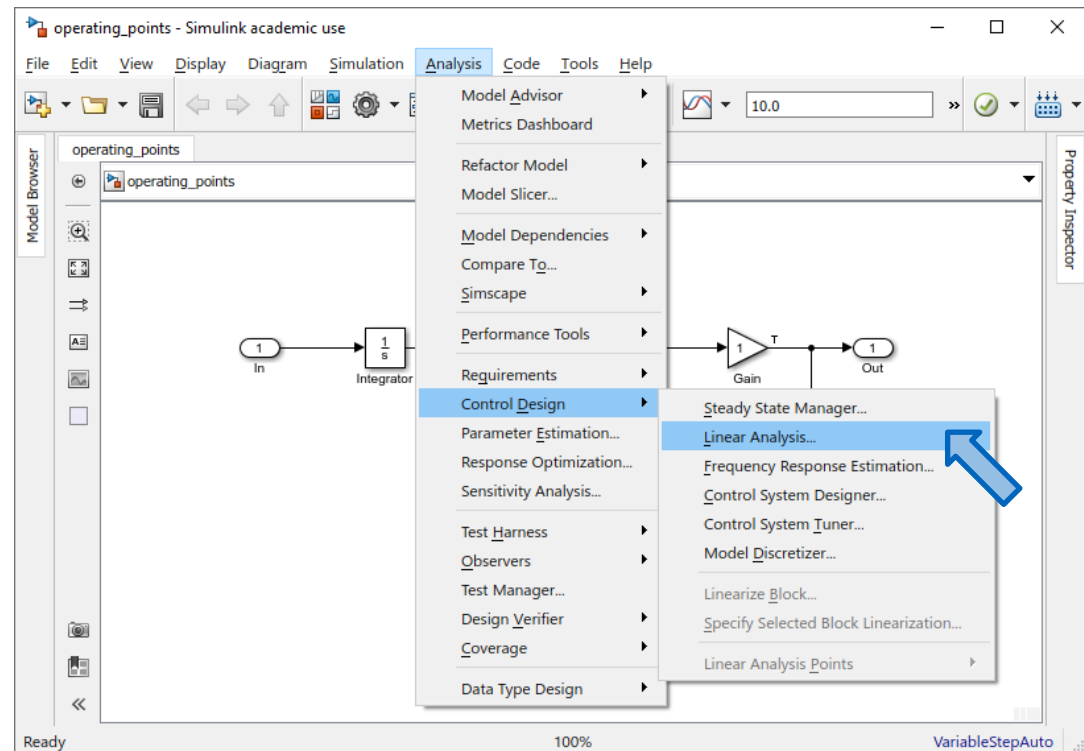 operating_points - Simulink academic use
File Edit View Display Diagram Simulation Analysis Code Tools Help
10.0
»
Model Browser
operating_points
operating_points
Property Inspector
Model Advisor
Metrics Dashboard
Refactor Model
Model Slicer...
Model Dependencies
Compare To...
Simscape
Performance Tools
Requirements
Control Design
Parameter Estimation...
Response Optimization...
Sensitivity Analysis...
Test Harness
Observers
Test Manager...
Design Verifier
Coverage
Data Type Design
Steady State Manager...
Linear Analysis...
Frequency Response Estimation...
Control System Designer...
Control System Tuner...
Model Discretizer...
Linearize Block...
Specify Selected Block Linearization...
Linear Analysis Points
A
1
In
1
s
Integrator
1
T
Gain
1
Out
«
Ready 100% VariableStepAuto